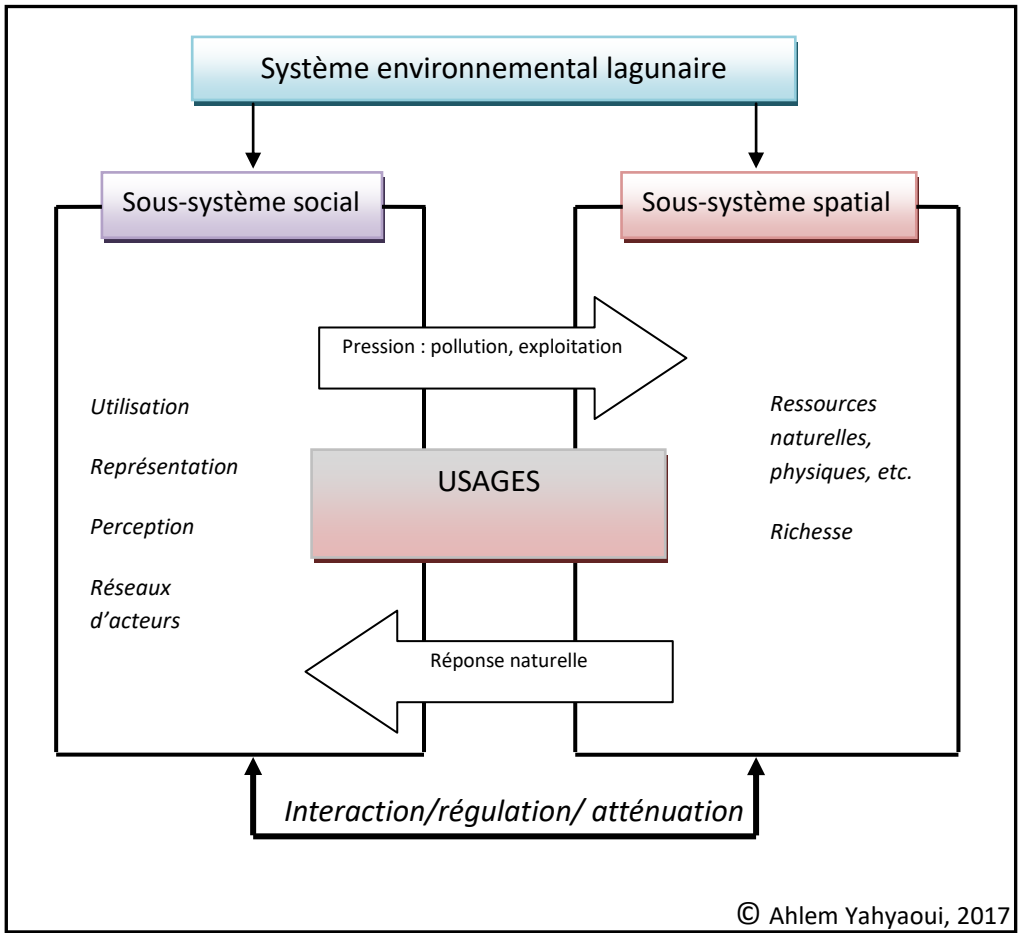 Système environnemental lagunaire
Sous-système social
Sous-système spatial
Pression : pollution, exploitation
Utilisation
Représentation
Perception
Réseaux
d’acteurs
USAGES
Ressources
naturelles,
physiques, etc.
Richesse
Réponse naturelle
Interaction/régulation/ atténuation
© Ahlem Yahyaoui, 2017